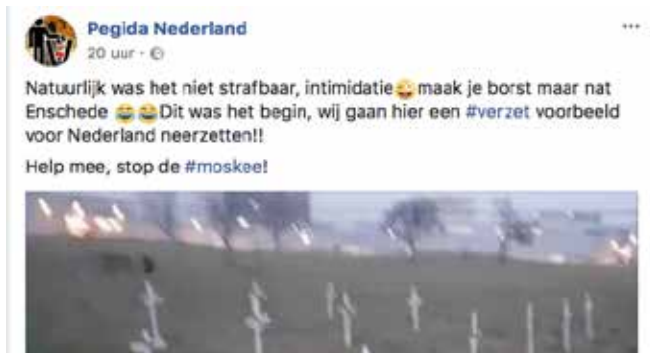 Pegida Nederland
20 uur ·
Natuurlijk was het niet strafbaar, intimidatie😜maak je borst maar nat
Enschede 😂😂Dit was het begin, wij gaan hier een #verzet voorbeeld
voor Nederland neerzetten!!
Help mee, stop de #moskee!